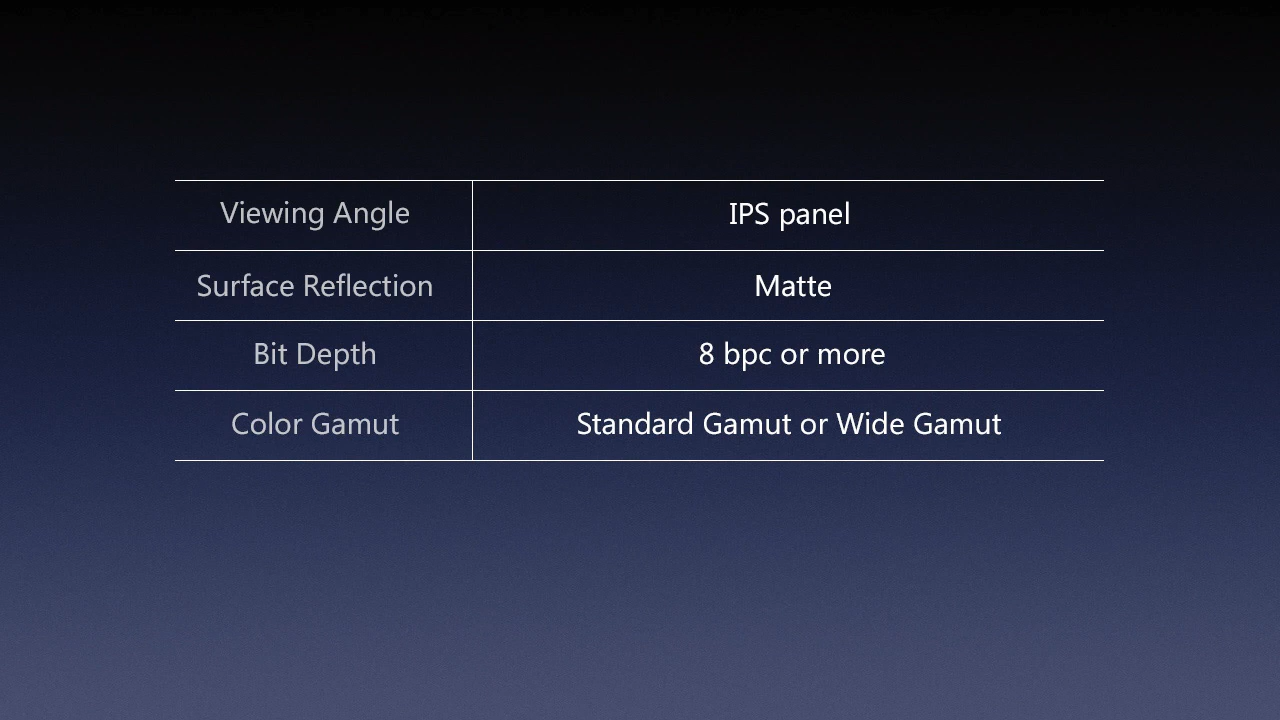 Viewing Angle IPS panel
Surface Reflection Matte
Bit Depth 8 bpc or more
Color Gamut Standard Gamut or Wide Gamut